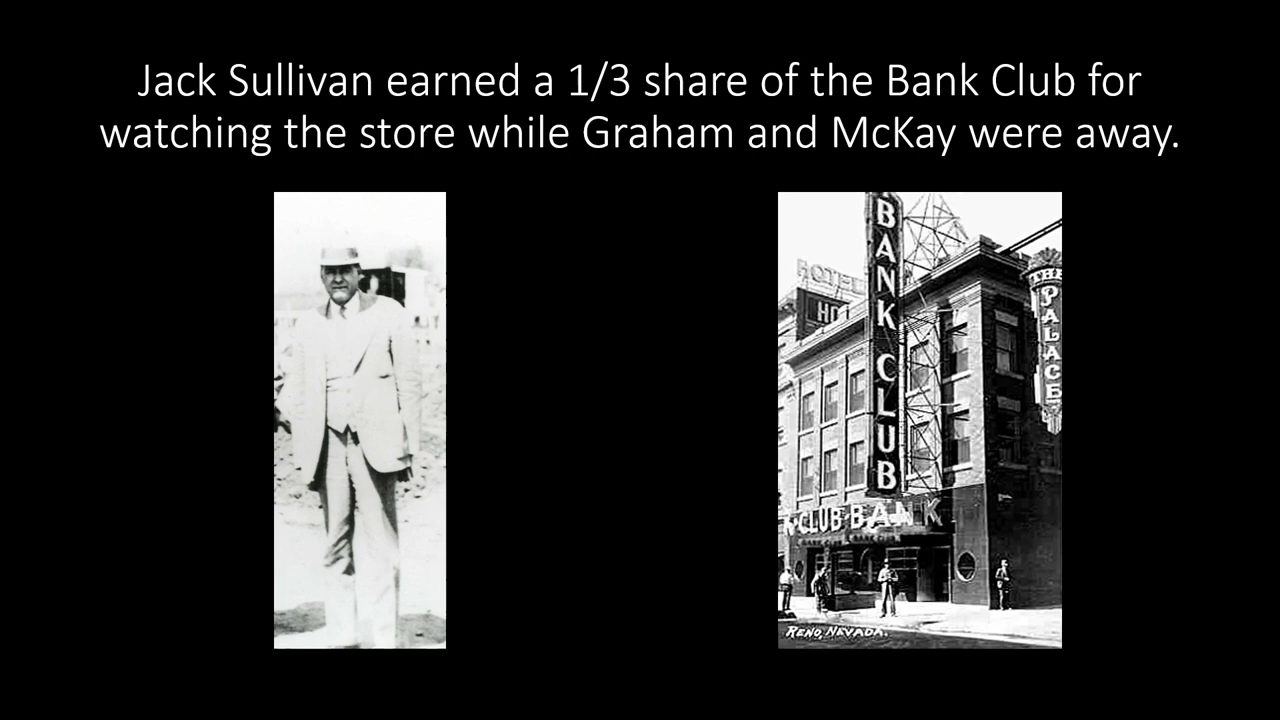 Jack Sullivan earned a 1/3 share of the Bank Club for
watching the store while Graham and McKay were away.
BANK CLUB
HOTEL
THE PALACE
CLUB BANK
RENO, NEVADA.